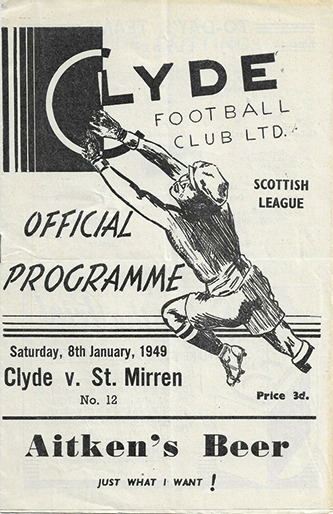 CLYDE
FOOTBALL
CLUB LTD.
SCOTTISH
LEAGUE
OFFICIAL
PROGRAMME
Saturday, 8th January, 1949
Clyde v. St. Mirren
No. 12
Price 3d.
Aitken's Beer
JUST WHAT I WANT !